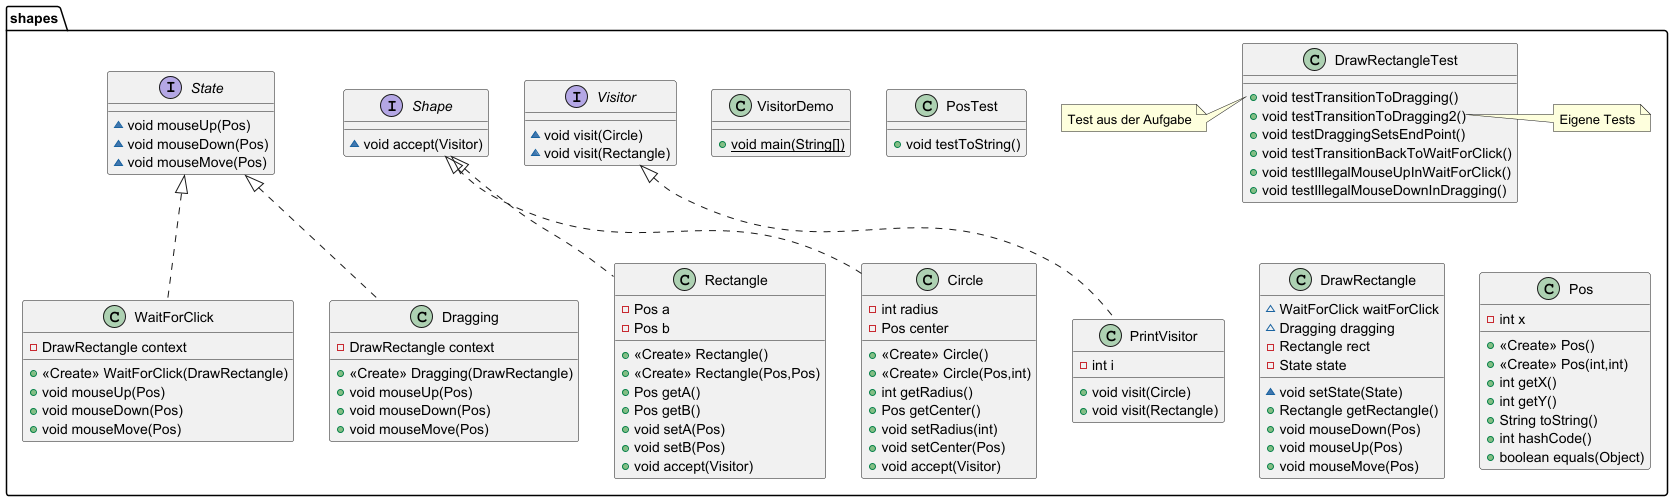 shapes
I State
void mouseUp(Pos)
void mouseDown(Pos)
void mouseMove(Pos)
I Shape
void accept(Visitor)
I Visitor
void visit(Circle)
void visit(Rectangle)
C VisitorDemo
void main(String[])
C PosTest
void testToString()
Test aus der Aufgabe
C DrawRectangleTest
void testTransitionToDragging()
void testTransitionToDragging2()
void testDraggingSetsEndPoint()
void testTransitionBackToWaitForClick()
void testIllegalMouseUpInWaitForClick()
void testIllegalMouseDownInDragging()
Eigene Tests
C WaitForClick
DrawRectangle context
«Create» WaitForClick(DrawRectangle)
void mouseUp(Pos)
void mouseDown(Pos)
void mouseMove(Pos)
C Dragging
DrawRectangle context
«Create» Dragging(DrawRectangle)
void mouseUp(Pos)
void mouseDown(Pos)
void mouseMove(Pos)
C Rectangle
Pos a
Pos b
«Create» Rectangle()
«Create» Rectangle(Pos,Pos)
Pos getA()
Pos getB()
void setA(Pos)
void setB(Pos)
void accept(Visitor)
C Circle
int radius
Pos center
«Create» Circle()
«Create» Circle(Pos,int)
int getRadius()
Pos getCenter()
void setRadius(int)
void setCenter(Pos)
void accept(Visitor)
C PrintVisitor
int i
void visit(Circle)
void visit(Rectangle)
C DrawRectangle
WaitForClick waitForClick
Dragging dragging
Rectangle rect
State state
void setState(State)
Rectangle getRectangle()
void mouseDown(Pos)
void mouseUp(Pos)
void mouseMove(Pos)
C Pos
int x
«Create» Pos()
«Create» Pos(int,int)
int getX()
int getY()
String toString()
int hashCode()
boolean equals(Object)